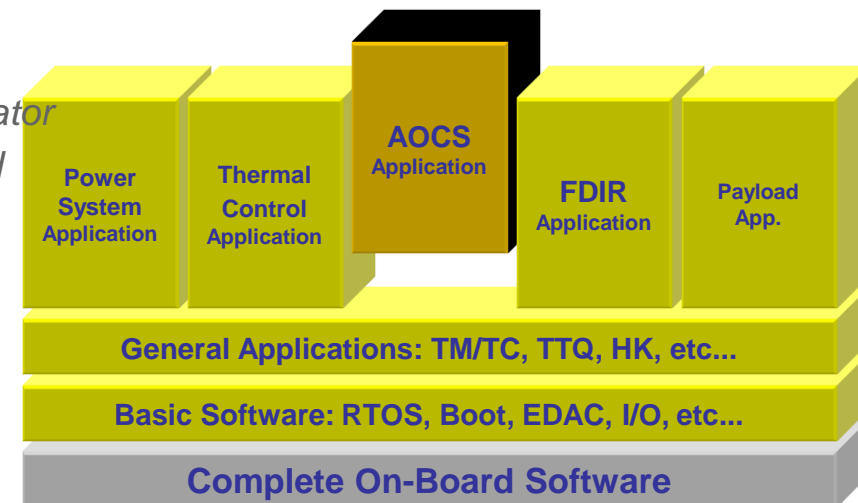 AOCS
Application
Power
System
Application
Thermal
Control
Application
FDIR
Application
Payload
App.
General Applications: TM/TC, TTQ, HK, etc...
Basic Software: RTOS, Boot, EDAC, I/O, etc...
Complete On-Board Software